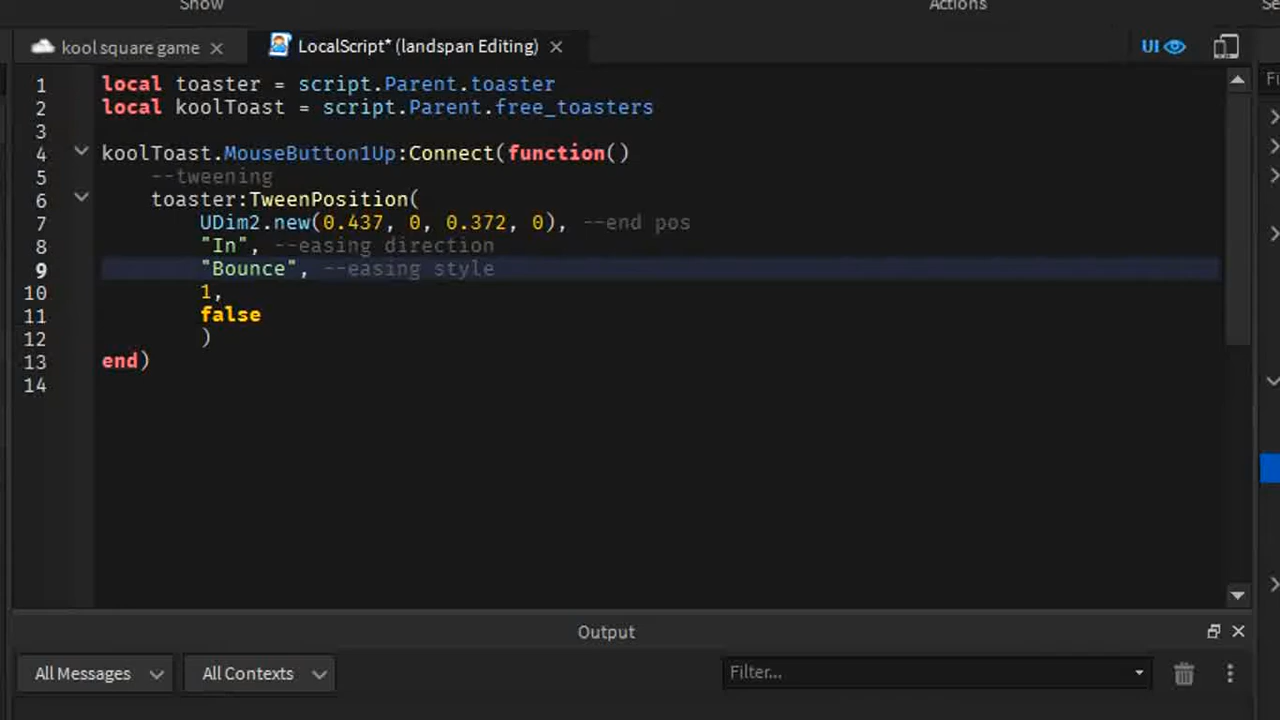 Show Actions Se
kool square game LocalScript* (landspan Editing) UI
1 local toaster = script.Parent.toaster
2 local koolToast = script.Parent.free_toasters
3
4 koolToast.MouseButton1Up:Connect(function()
5 --tweening
6 toaster:TweenPosition(
7 UDim2.new(0.437, 0, 0.372, 0), --end pos
8 "In", --easing direction
9 "Bounce", --easing style
10 1,
11 false
12 )
13 end)
14
Fi
Output
All Messages All Contexts Filter...